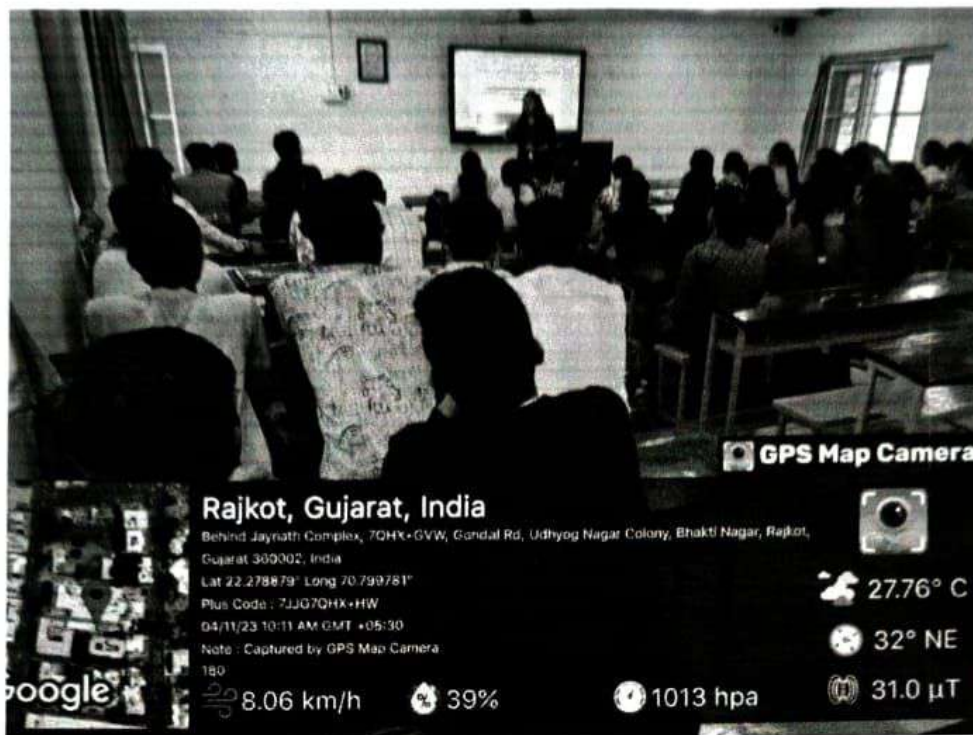 GPS Map Camera
Rajkot, Gujarat, India
Behind Jaynath Complex, 7QHX+GVW, Gondal Rd, Udhyog Nagar Colony, Bhakti Nagar, Rajkot,
Gujarat 360002, India
Lat 22.278879° Long 70.799781°
Plus Code : 7JJG7QHX+HW
04/11/23 10:11 AM GMT +05:30
Note : Captured by GPS Map Camera
180
27.76° C
32° NE
8.06 km/h
39%
1013 hpa
31.0 µT
Google